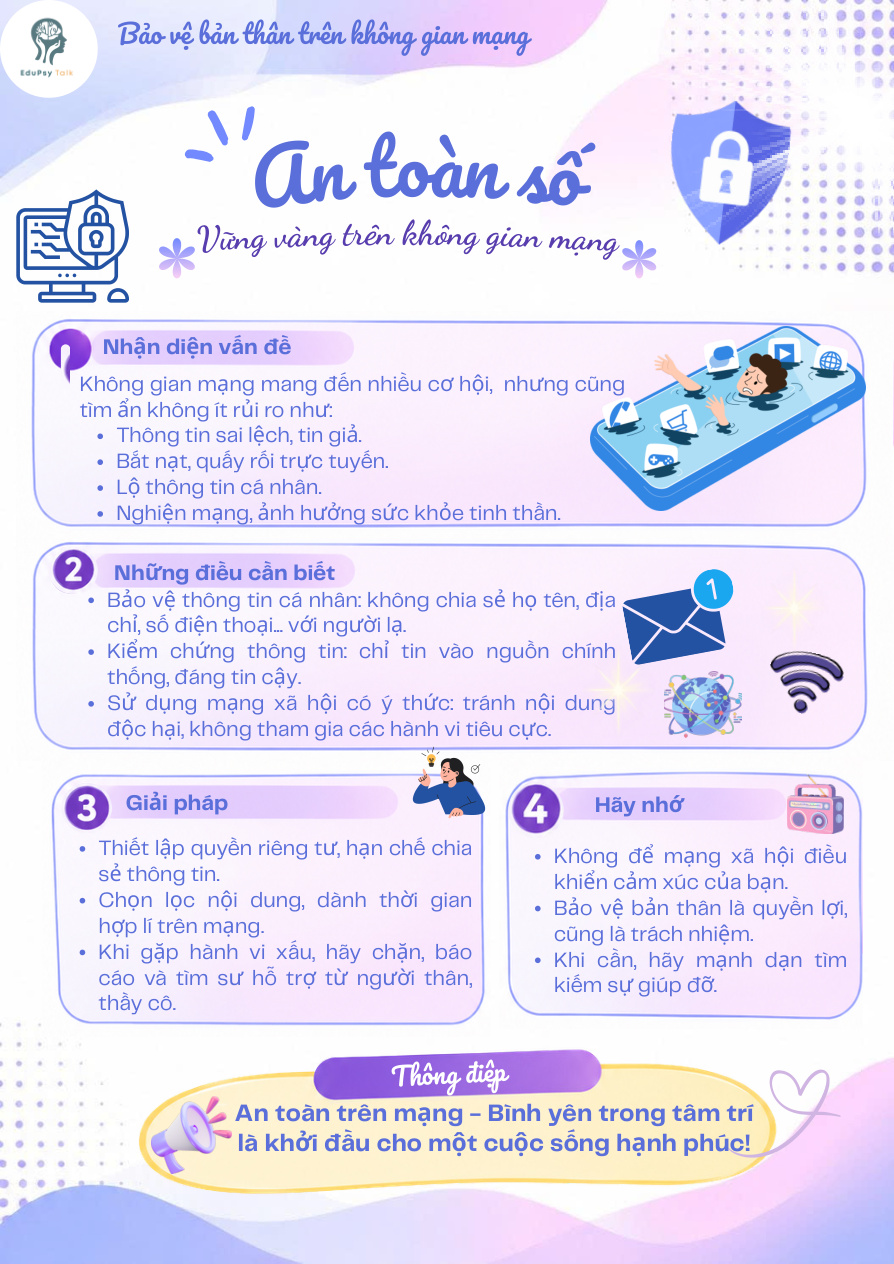 EduPsy Talk
Bảo vệ bản thân trên không gian mạng
An toàn số
Vững vàng trên không gian mạng
1 Nhận diện vấn đề
Không gian mạng mang đến nhiều cơ hội, nhưng cũng
tìm ẩn không ít rủi ro như:
• Thông tin sai lệch, tin giả.
• Bắt nạt, quấy rối trực tuyến.
• Lộ thông tin cá nhân.
• Nghiện mạng, ảnh hưởng sức khỏe tinh thần.
2 Những điều cần biết
• Bảo vệ thông tin cá nhân: không chia sẻ họ tên, địa
chỉ, số điện thoại... với người lạ.
• Kiểm chứng thông tin: chỉ tin vào nguồn chính
thống, đáng tin cậy.
• Sử dụng mạng xã hội có ý thức: tránh nội dung
độc hại, không tham gia các hành vi tiêu cực.
1
3 Giải pháp
• Thiết lập quyền riêng tư, hạn chế chia
sẻ thông tin.
• Chọn lọc nội dung, dành thời gian
hợp lí trên mạng.
• Khi gặp hành vi xấu, hãy chặn, báo
cáo và tìm sư hỗ trợ từ người thân,
thầy cô.
4 Hãy nhớ
• Không để mạng xã hội điều
khiển cảm xúc của bạn.
• Bảo vệ bản thân là quyền lợi,
cũng là trách nhiệm.
• Khi cần, hãy mạnh dạn tìm
kiếm sự giúp đỡ.
Thông điệp
An toàn trên mạng – Bình yên trong tâm trí
là khởi đầu cho một cuộc sống hạnh phúc!